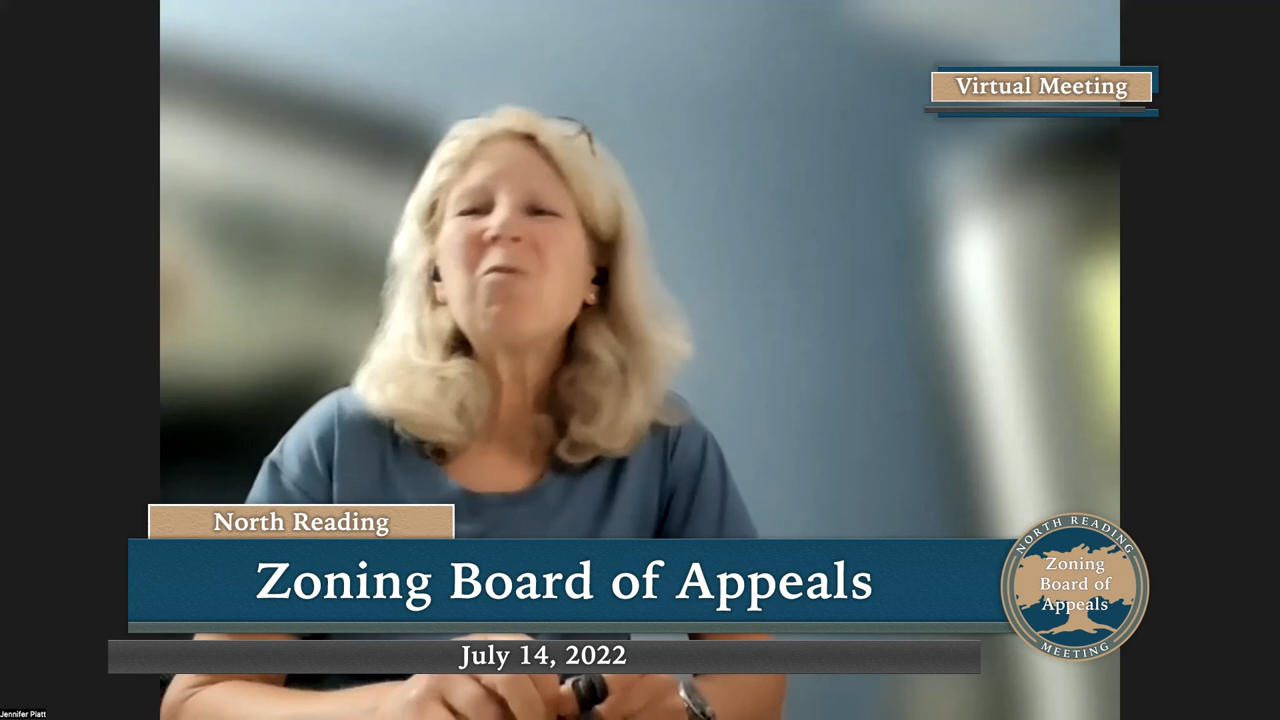 Virtual Meeting
North Reading
Zoning Board of Appeals
July 14, 2022
NORTH READING
Zoning
Board of
Appeals
MEETING
Jennifer Platt